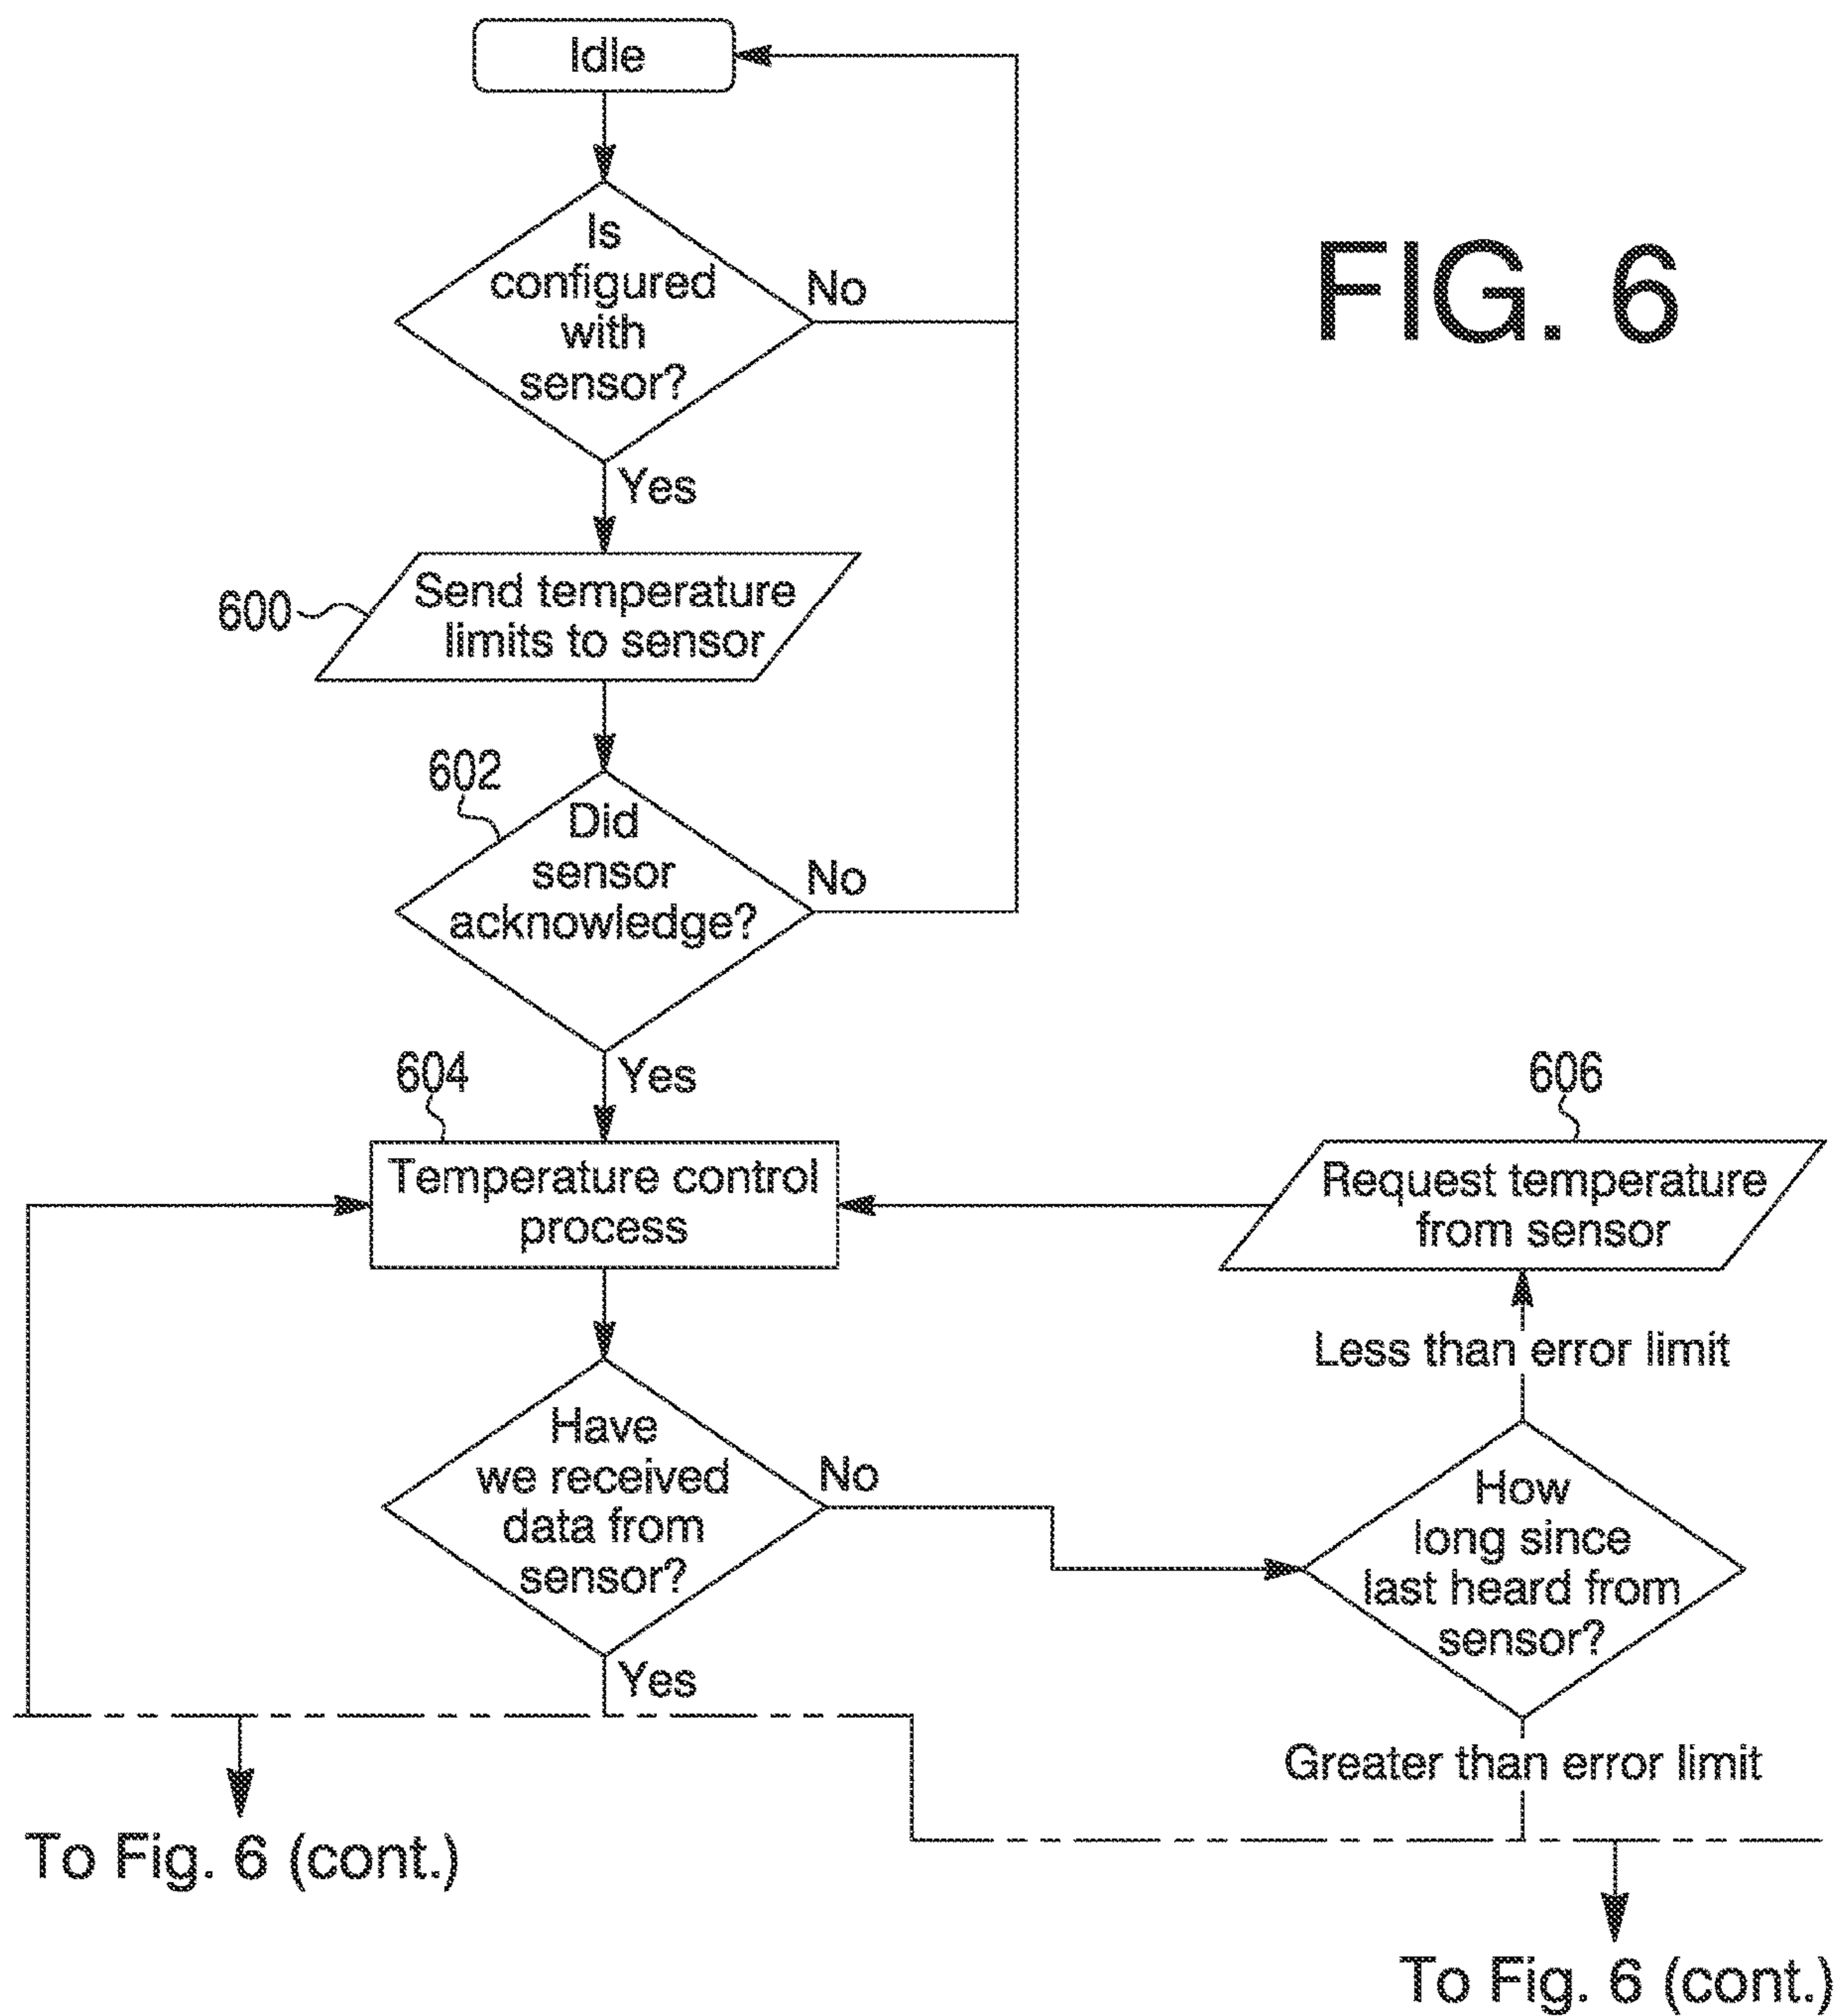 Idle
FIG. 6
Is
configured
with
sensor?
No
Yes
600
Send temperature
limits to sensor
602
Did
sensor
acknowledge?
No
Yes
604
Temperature control
process
606
Request temperature
from sensor
Less than error limit
Have
we received
data from
sensor?
No
Yes
How
long since
last heard from
sensor?
Greater than error limit
To Fig. 6 (cont.)
To Fig. 6 (cont.)